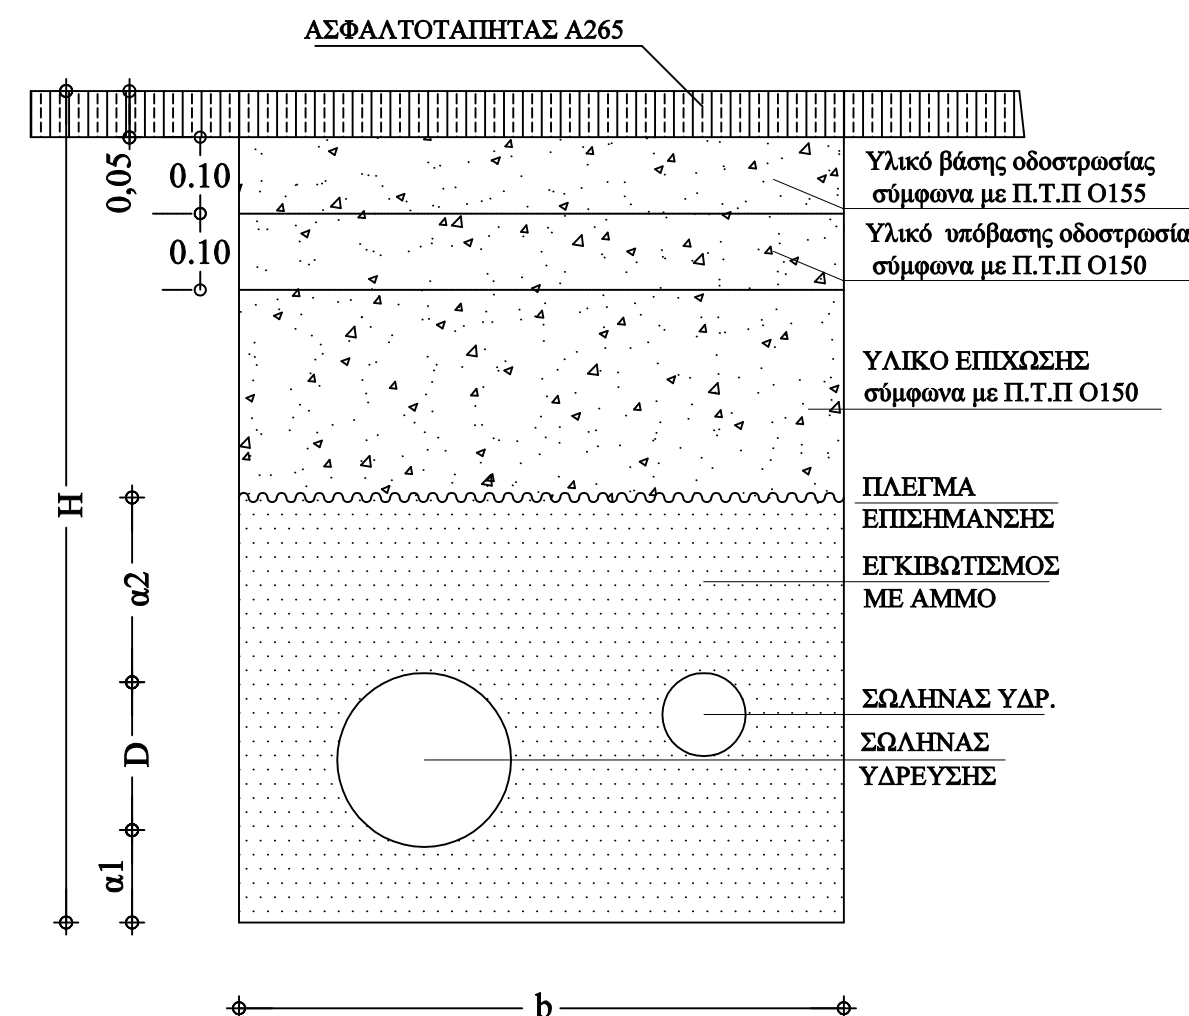 ΑΣΦΑΛΤΟΤΑΠΗΤΑΣ Α265
0,05
0.10
0.10
Υλικό βάσης οδοστρωσίας
σύμφωνα με Π.Τ.Π Ο155
Υλικό υπόβασης οδοστρωσία
σύμφωνα με Π.Τ.Π Ο150
ΥΛΙΚΟ ΕΠΙΧΩΣΗΣ
σύμφωνα με Π.Τ.Π Ο150
H
ΠΛΕΓΜΑ
ΕΠΙΣΗΜΑΝΣΗΣ
α2
ΕΓΚΙΒΩΤΙΣΜΟΣ
ΜΕ ΑΜΜΟ
ΣΩΛΗΝΑΣ ΥΔΡ.
D
ΣΩΛΗΝΑΣ
ΥΔΡΕΥΣΗΣ
α1
b